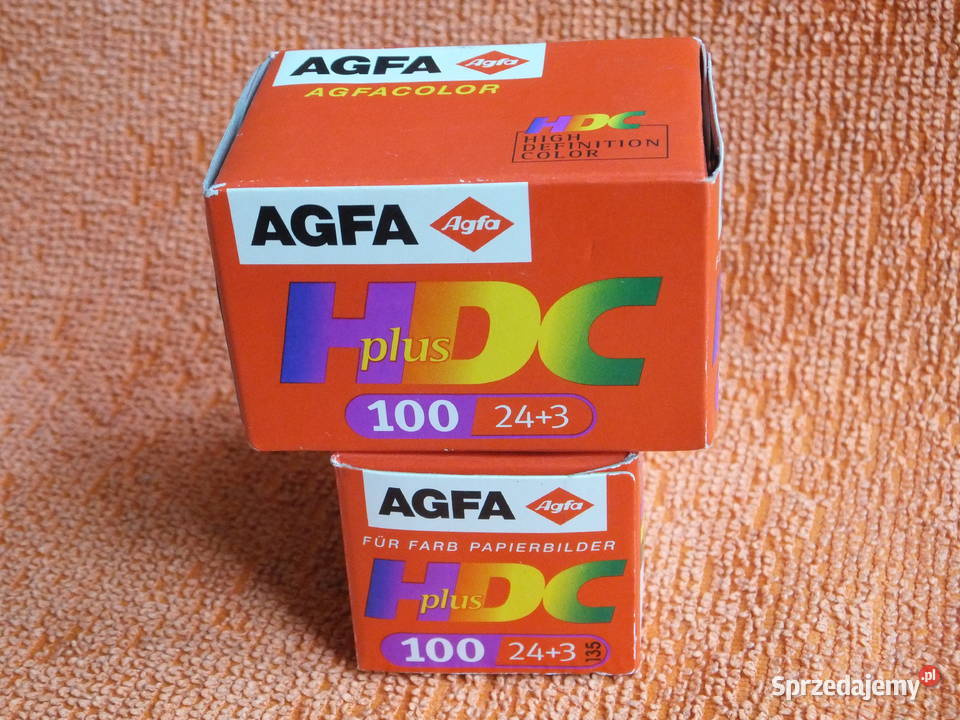 AGFA Agfa
AGFACOLOR
HDC
HIGH
DEFINITION
COLOR
AGFA Agfa
HDC
plus
100 24+3
AGFA Agfa
FÜR FARB PAPIERBILDER
HDC
plus
100 24+3 135
Sprzedajemy.pl